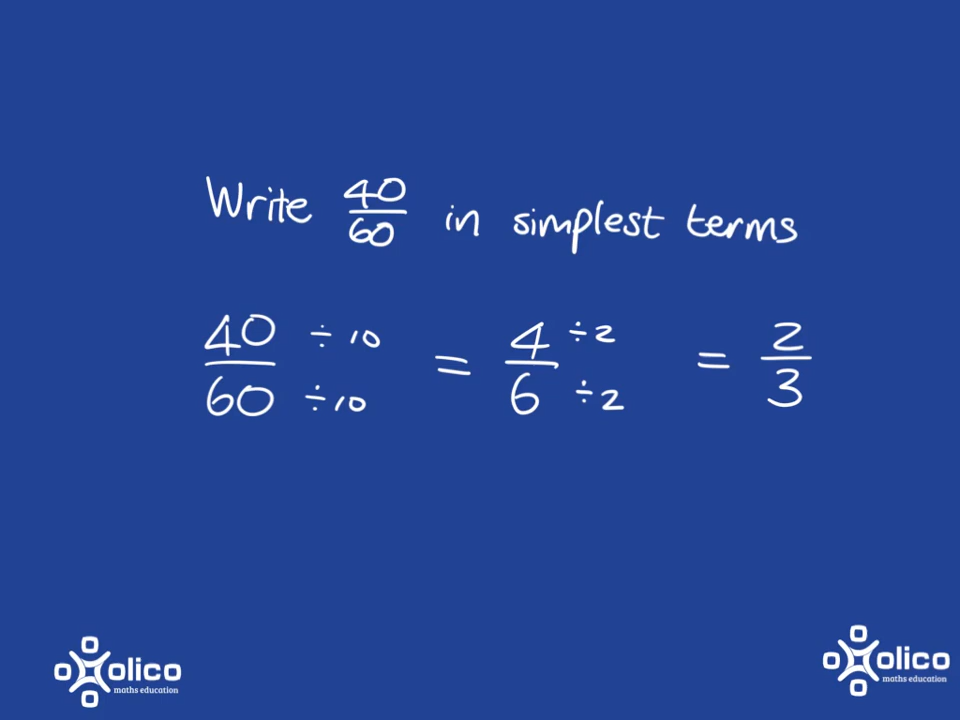 Write 40/60 in simplest terms
40/60 ÷ 10 ÷ 10 = 4/6 ÷ 2 ÷ 2 = 2/3
olico
maths education
olico
maths education